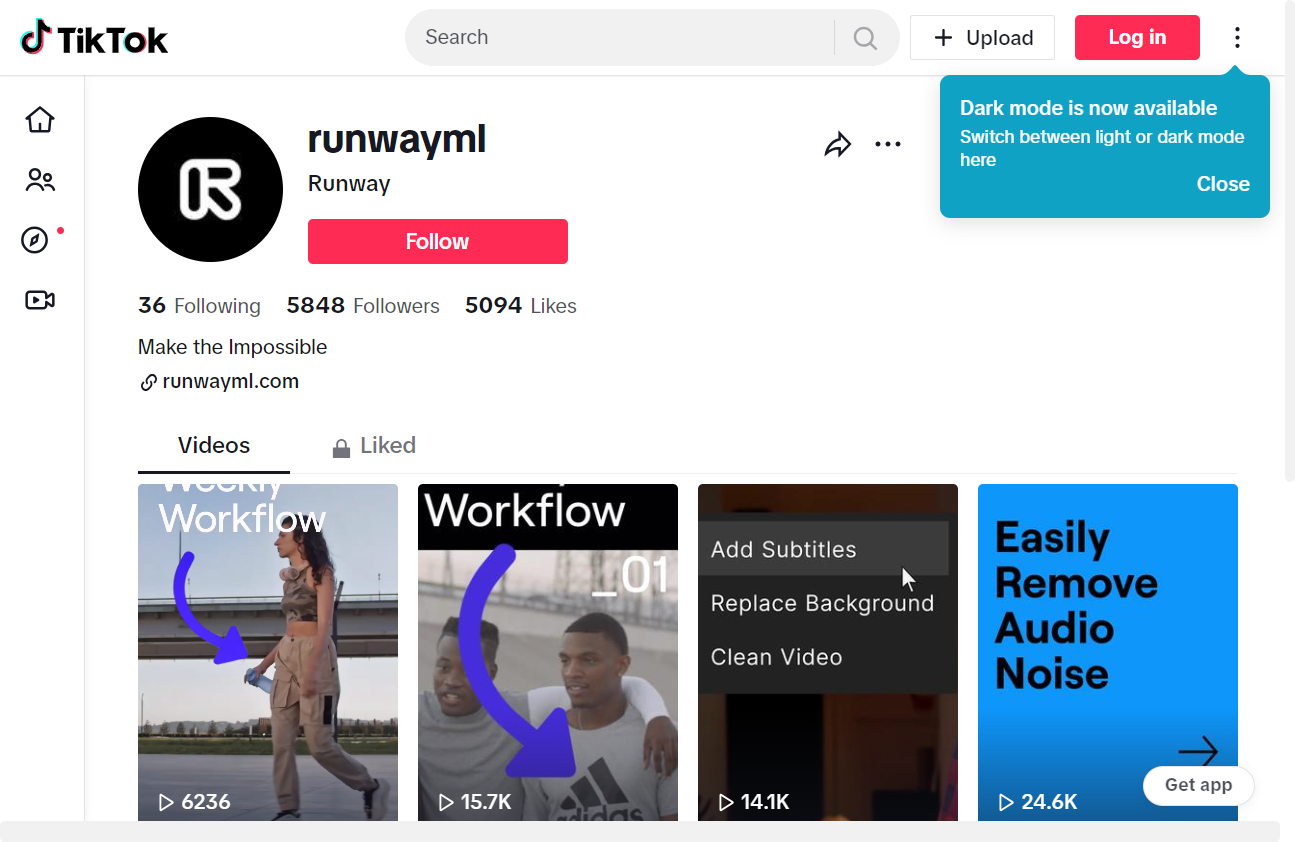 TikTok
Search
Upload
Log in
Dark mode is now available
Switch between light or dark mode
here
Close
runwayml
Runway
Follow
36 Following 5848 Followers 5094 Likes
Make the Impossible
runwayml.com
Videos
Liked
Weekly
Workflow
6236
Workflow
_01
adidas
15.7K
Add Subtitles
Replace Background
Clean Video
14.1K
Easily
Remove
Audio
Noise
24.6K
Get app